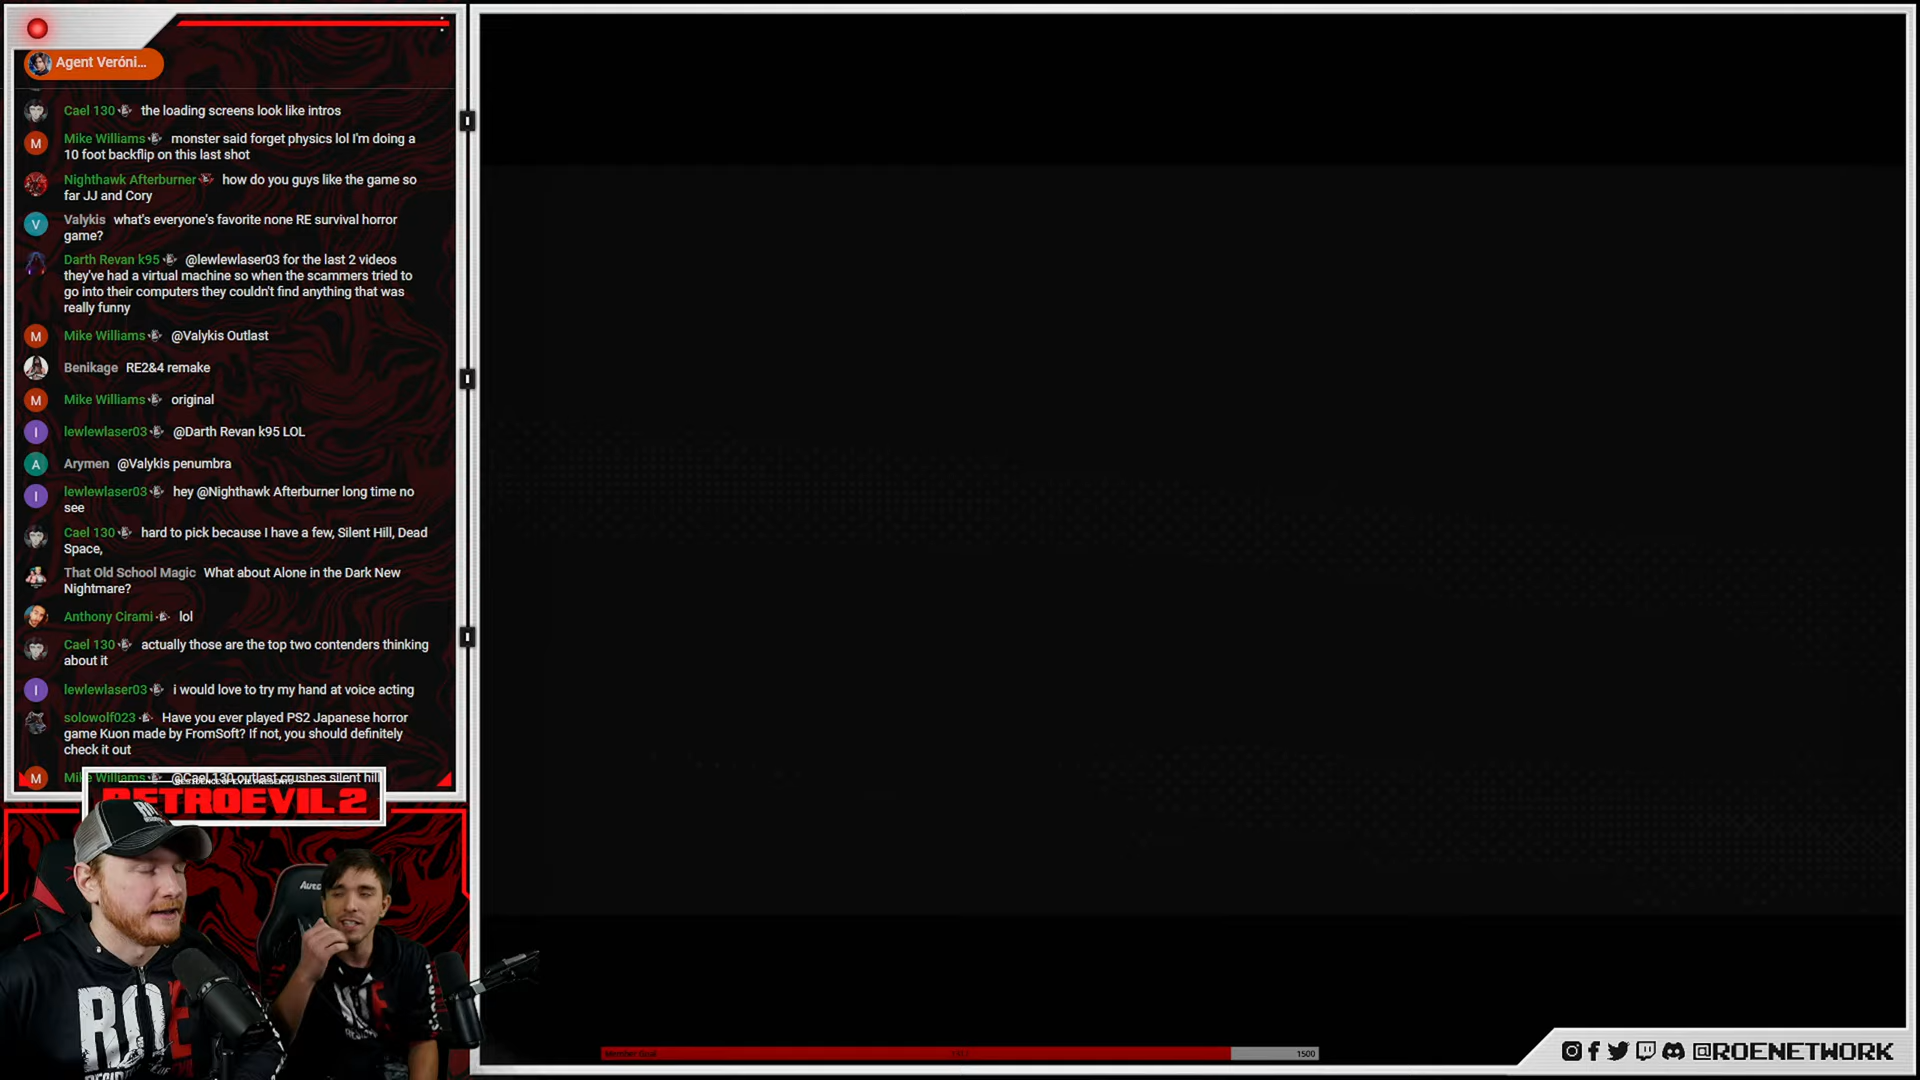 Agent Veróni...
Cael 130 the loading screens look like intros
Mike Williams monster said forget physics lol I'm doing a
10 foot backflip on this last shot
Nighthawk Afterburner how do you guys like the game so
far JJ and Cory
Valykis what's everyone's favorite none RE survival horror
game?
Darth Revan k95 @lewlewlaser03 for the last 2 videos
they've had a virtual machine so when the scammers tried to
go into their computers they couldn't find anything that was
really funny
Mike Williams @Valykis Outlast
Benikage RE2&4 remake
Mike Williams original
lewlewlaser03 @Darth Revan k95 LOL
Arymen @Valykis penumbra
lewlewlaser03 hey @Nighthawk Afterburner long time no
see
Cael 130 hard to pick because I have a few, Silent Hill, Dead
Space,
That Old School Magic What about Alone in the Dark New
Nightmare?
Anthony Cirami lol
Cael 130 actually those are the top two contenders thinking
about it
lewlewlaser03 i would love to try my hand at voice acting
solowolf023 Have you ever played PS2 Japanese horror
game Kuon made by FromSoft? If not, you should definitely
check it out
Mike Williams @Cael 130 outlast crushes silent hill
RETROEVIL 2
ROE
Member Goal
1500
@ROENETWORK